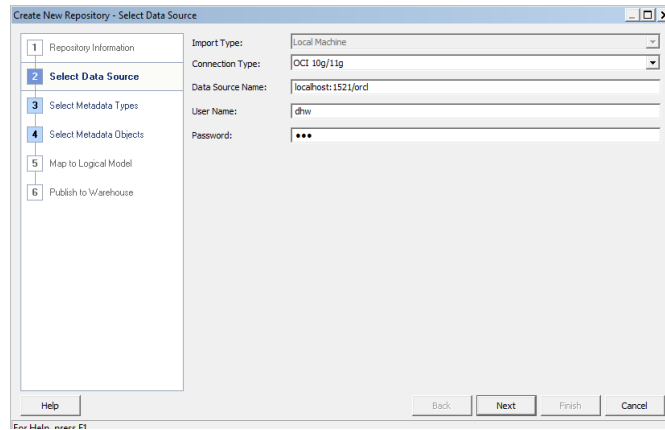 Create New Repository - Select Data Source
1 Repository Information
2 Select Data Source
3 Select Metadata Types
4 Select Metadata Objects
5 Map to Logical Model
6 Publish to Warehouse
Import Type: Local Machine
Connection Type: OCI 10g/11g
Data Source Name: localhost:1521/orcl
User Name: dhw
Password: •••
Help Back Next Finish Cancel
For Help, press F1